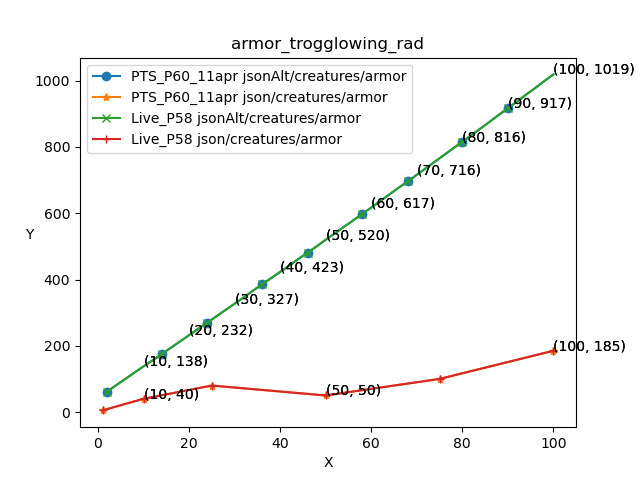 armor_trogglowing_rad
PTS_P60_11apr jsonAlt/creatures/armor
PTS_P60_11apr json/creatures/armor
Live_P58 jsonAlt/creatures/armor
Live_P58 json/creatures/armor
(100, 1019)
(90, 917)
(80, 816)
(70, 716)
(60, 617)
(50, 520)
(40, 423)
(30, 327)
(20, 232)
(10, 138)
(100, 185)
(50, 50)
(10, 40)
1000
800
600
400
200
0
Y
0 20 40 60 80 100
X